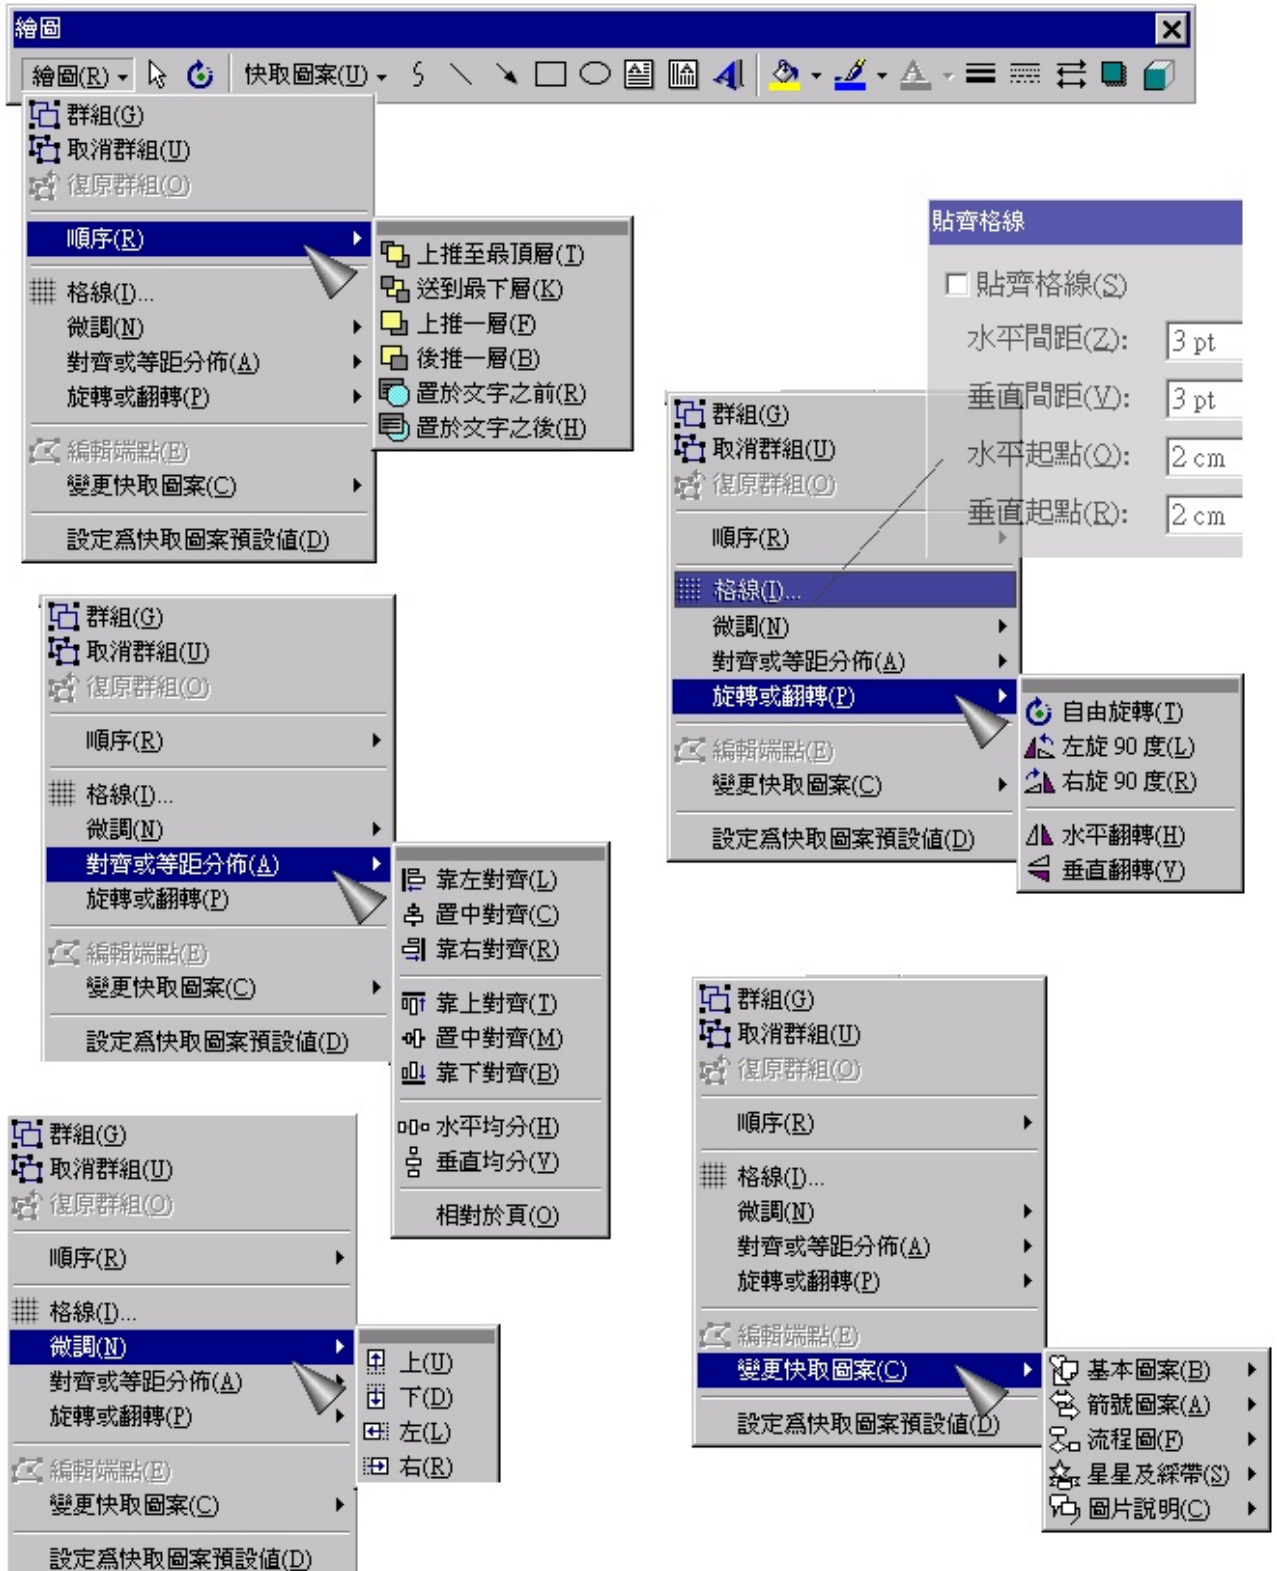 繪圖
繪圖(R)
快取圖案(U)
群組(G)
取消群組(U)
復原群組(O)
順序(R)
格線(I)...
微調(N)
對齊或等距分佈(A)
旋轉或翻轉(P)
編輯端點(E)
變更快取圖案(C)
設定為快取圖案預設值(D)
上推至最頂層(T)
送到最下層(K)
上推一層(F)
後推一層(B)
置於文字之前(R)
置於文字之後(H)
貼齊格線
貼齊格線(S)
水平間距(Z): 3 pt
垂直間距(V): 3 pt
水平起點(O): 2 cm
垂直起點(R): 2 cm
群組(G)
取消群組(U)
復原群組(O)
順序(R)
格線(I)...
微調(N)
對齊或等距分佈(A)
旋轉或翻轉(P)
編輯端點(E)
變更快取圖案(C)
設定為快取圖案預設值(D)
自由旋轉(T)
左旋 90 度(L)
右旋 90 度(R)
水平翻轉(H)
垂直翻轉(V)
群組(G)
取消群組(U)
復原群組(O)
順序(R)
格線(I)...
微調(N)
對齊或等距分佈(A)
旋轉或翻轉(P)
編輯端點(E)
變更快取圖案(C)
設定為快取圖案預設值(D)
靠左對齊(L)
置中對齊(C)
靠右對齊(R)
靠上對齊(T)
置中對齊(M)
靠下對齊(B)
水平均分(H)
垂直均分(V)
相對於頁(O)
群組(G)
取消群組(U)
復原群組(O)
順序(R)
格線(I)...
微調(N)
對齊或等距分佈(A)
旋轉或翻轉(P)
編輯端點(E)
變更快取圖案(C)
設定為快取圖案預設值(D)
基本圖案(B)
箭號圖案(A)
流程圖(F)
星星及綵帶(S)
圖片說明(C)
群組(G)
取消群組(U)
復原群組(O)
順序(R)
格線(I)...
微調(N)
對齊或等距分佈(A)
旋轉或翻轉(P)
編輯端點(E)
變更快取圖案(C)
設定為快取圖案預設值(D)
上(U)
下(D)
左(L)
右(R)